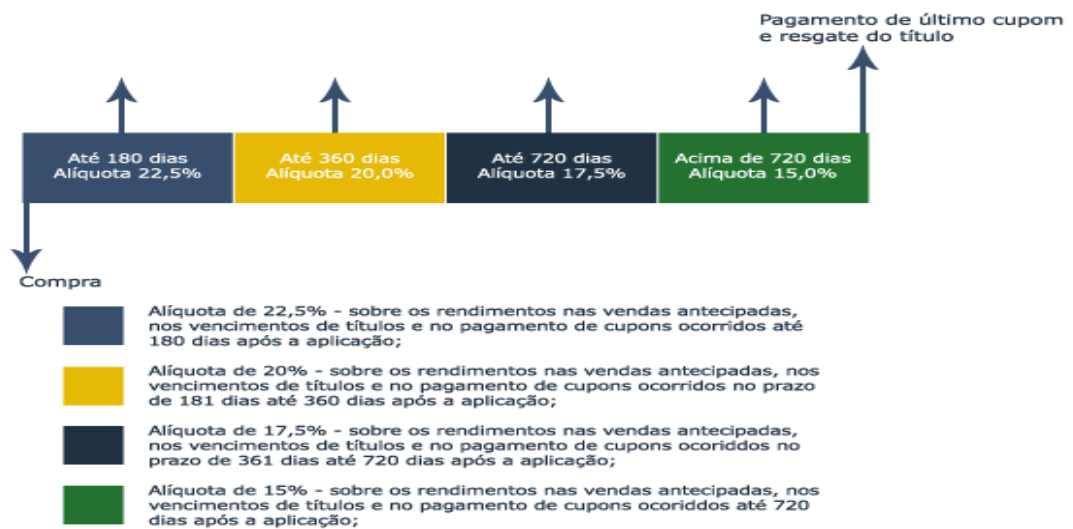 Pagamento de último cupom
e resgate do título
Até 180 dias
Alíquota 22,5%
Até 360 dias
Alíquota 20,0%
Até 720 dias
Alíquota 17,5%
Acima de 720 dias
Alíquota 15,0%
Compra
Alíquota de 22,5% - sobre os rendimentos nas vendas antecipadas,
nos vencimentos de títulos e no pagamento de cupons ocorridos até
180 dias após a aplicação;
Alíquota de 20% - sobre os rendimentos nas vendas antecipadas, nos
vencimentos de títulos e no pagamento de cupons ocorridos no prazo
de 181 dias até 360 dias após a aplicação;
Alíquota de 17,5% - sobre os rendimentos nas vendas antecipadas,
nos vencimentos de títulos e no pagamento de cupons ocoriddos no
prazo de 361 dias até 720 dias após a aplicação;
Alíquota de 15% - sobre os rendimentos nas vendas antecipadas, nos
vencimentos de títulos e no pagamento de cupons ocoriddos até 720
dias após a aplicação;